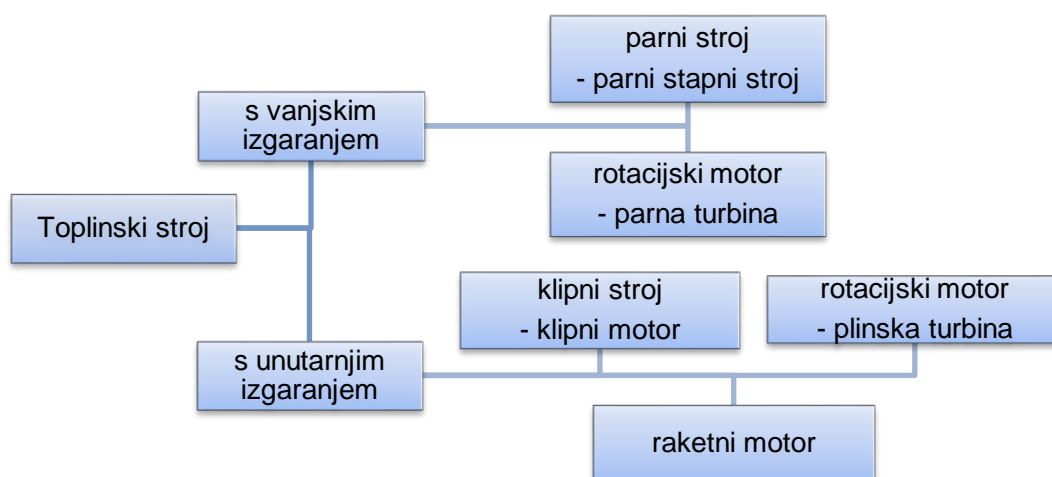 parni stroj
- parni stapni stroj
s vanjskim
izgaranjem
rotacijski motor
- parna turbina
Toplinski stroj
klipni stroj
- klipni motor
rotacijski motor
- plinska turbina
s unutarnjim
izgaranjem
raketni motor